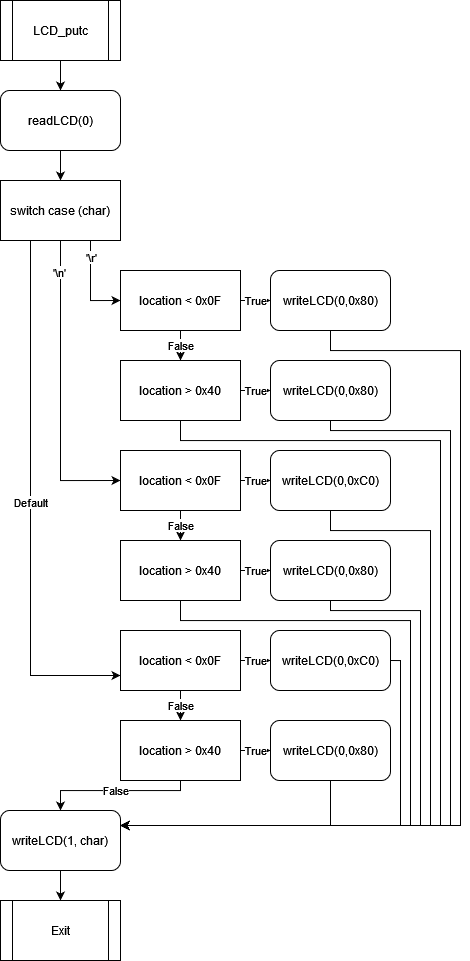 LCD_putc
readLCD(0)
switch case (char)
'\r'
'\n'
location < 0x0F
True
writeLCD(0,0x80)
False
location > 0x40
True
writeLCD(0,0x80)
location < 0x0F
True
writeLCD(0,0xC0)
Default
False
location > 0x40
True
writeLCD(0,0x80)
location < 0x0F
True
writeLCD(0,0xC0)
False
location > 0x40
True
writeLCD(0,0x80)
False
writeLCD(1, char)
Exit